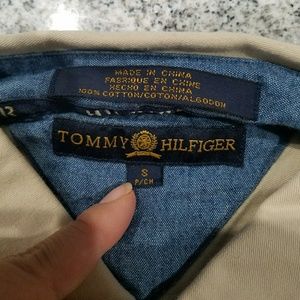 MADE IN CHINA
FABRIQUE EN CHINE
HECHO EN CHINA
100% COTTON/COTON/ALGODON
TOMMY HILFIGER
S
P/CH